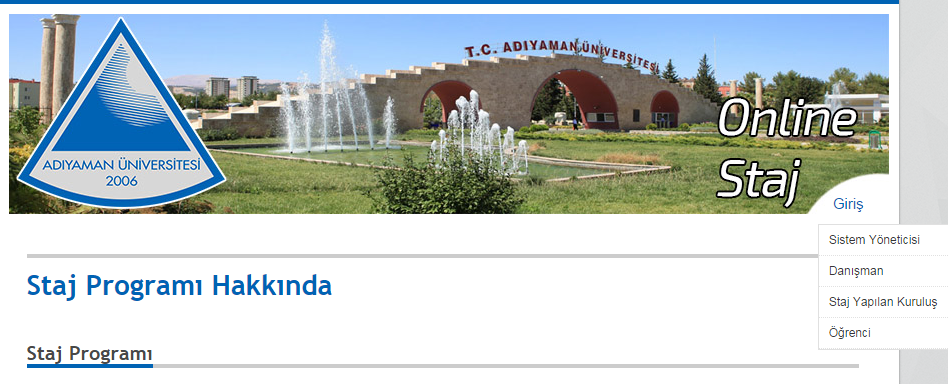 T.C. ADIYAMAN ÜNİVERSİTESİ
ADIYAMAN ÜNİVERSİTESİ
2006
Online
Staj
Giriş
Sistem Yöneticisi
Danışman
Staj Yapılan Kuruluş
Öğrenci
Staj Programı Hakkında
Staj Programı